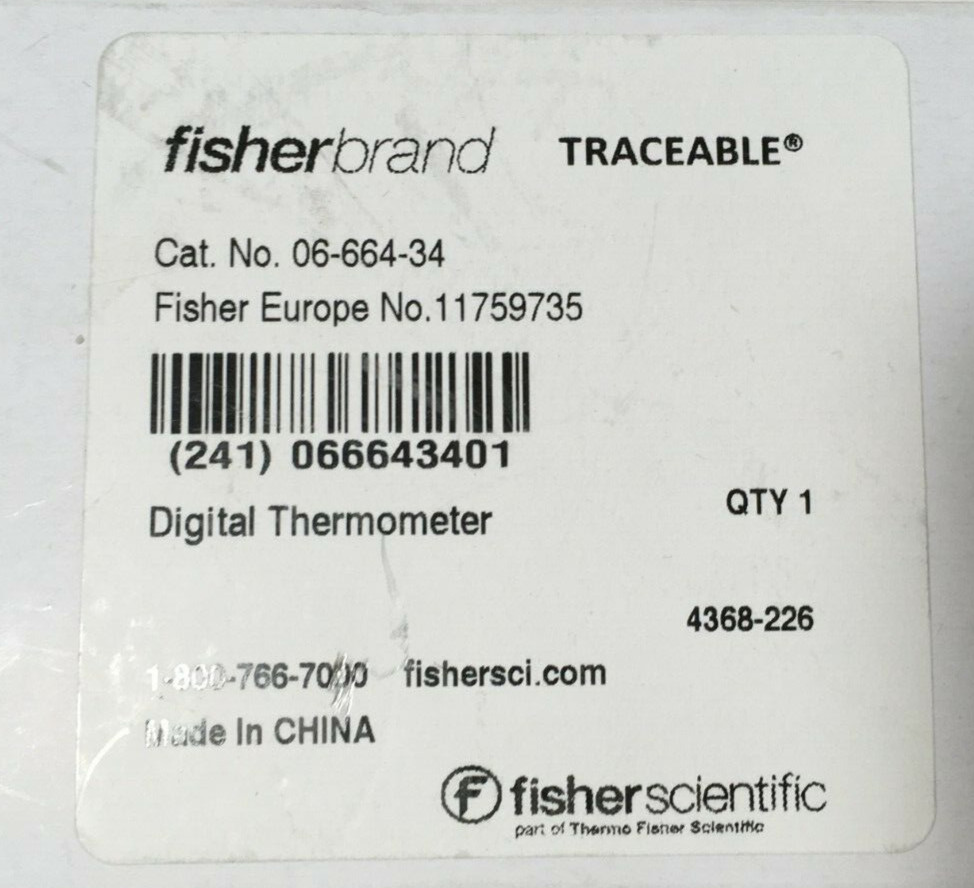 fisherbrand TRACEABLE®
Cat. No. 06-664-34
Fisher Europe No.11759735
(241) 066643401
Digital Thermometer
QTY 1
4368-226
1-800-766-7000 fishersci.com
Made In CHINA
F fisherscientific
part of Thermo Fisher Scientific